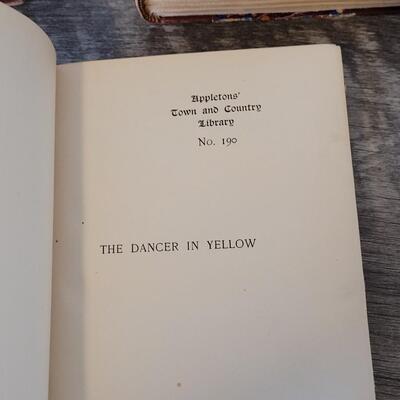 Appletons'
Town and Country
Library
No. 190
THE DANCER IN YELLOW